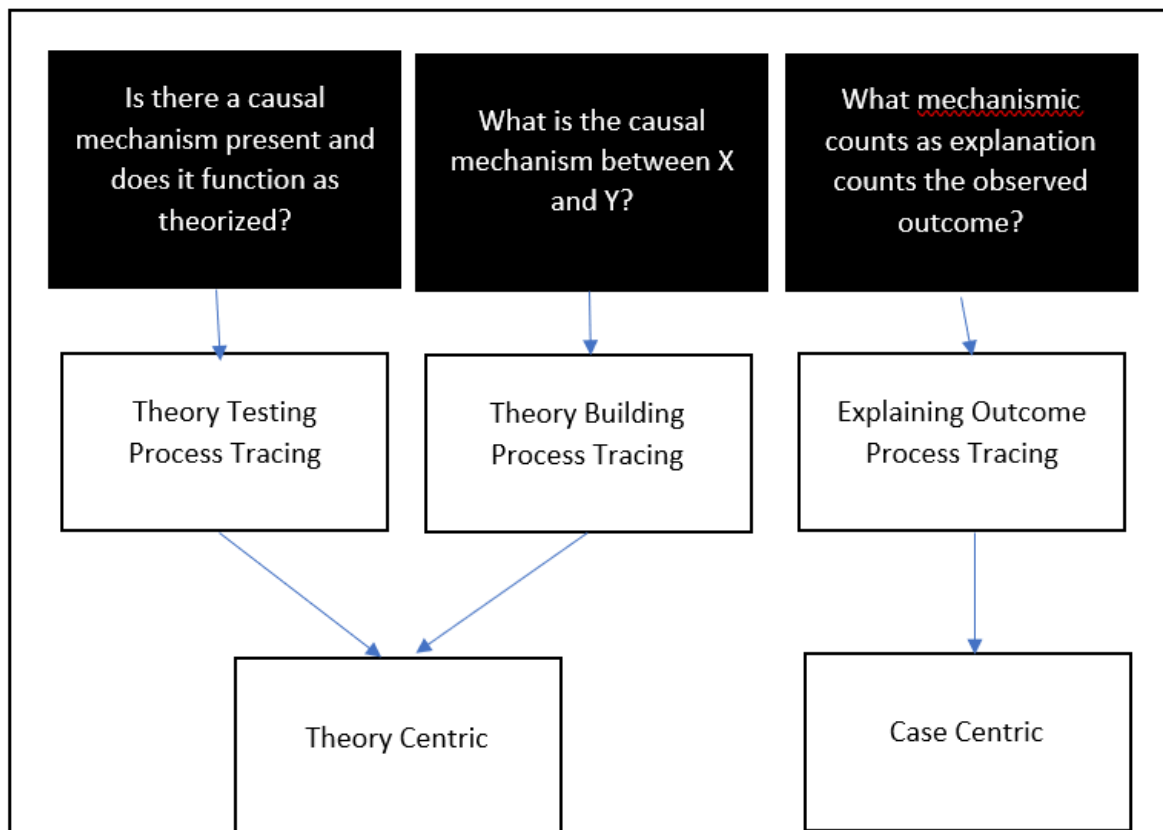 Is there a causal
mechanism present and
does it function as
theorized?
What is the causal
mechanism between X
and Y?
What mechanismic
counts as explanation
counts the observed
outcome?
Theory Testing
Process Tracing
Theory Building
Process Tracing
Explaining Outcome
Process Tracing
Theory Centric
Case Centric